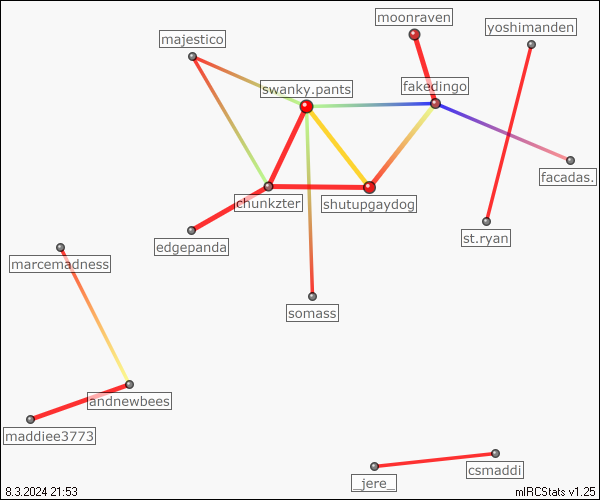 moonraven
yoshimanden
majestico
swanky.pants
fakedingo
facadas.
chunkzter
shutupgaydog
st.ryan
edgepanda
marcemadness
somass
andnewbees
maddiee3773
csmaddi
_jere_
8.3.2024 21:53
mIRCStats v1.25